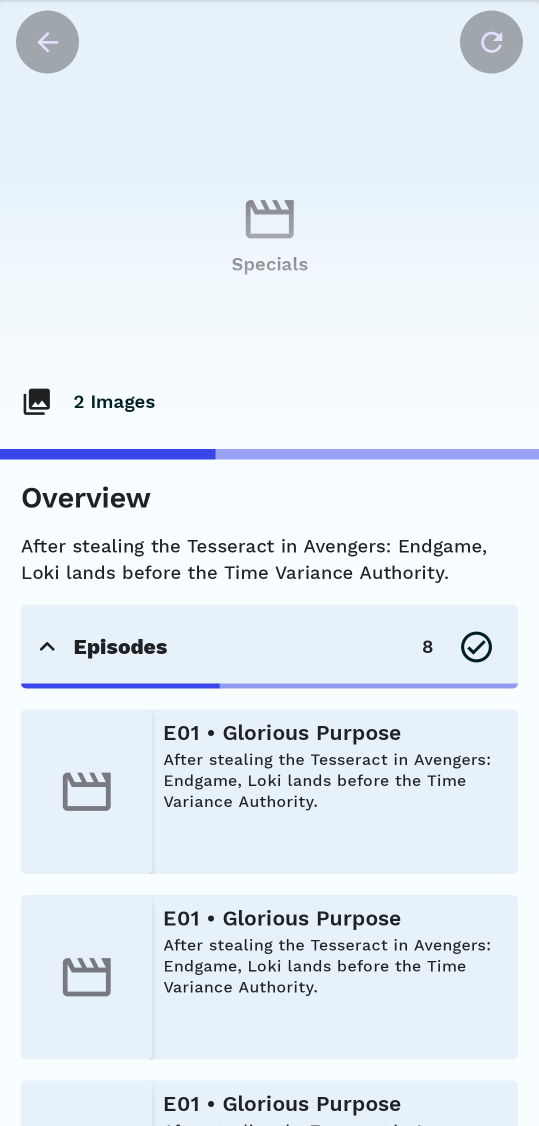 Specials
2 Images
Overview
After stealing the Tesseract in Avengers: Endgame,
Loki lands before the Time Variance Authority.
Episodes 8
E01 • Glorious Purpose
After stealing the Tesseract in Avengers:
Endgame, Loki lands before the Time
Variance Authority.
E01 • Glorious Purpose
After stealing the Tesseract in Avengers:
Endgame, Loki lands before the Time
Variance Authority.
E01 • Glorious Purpose